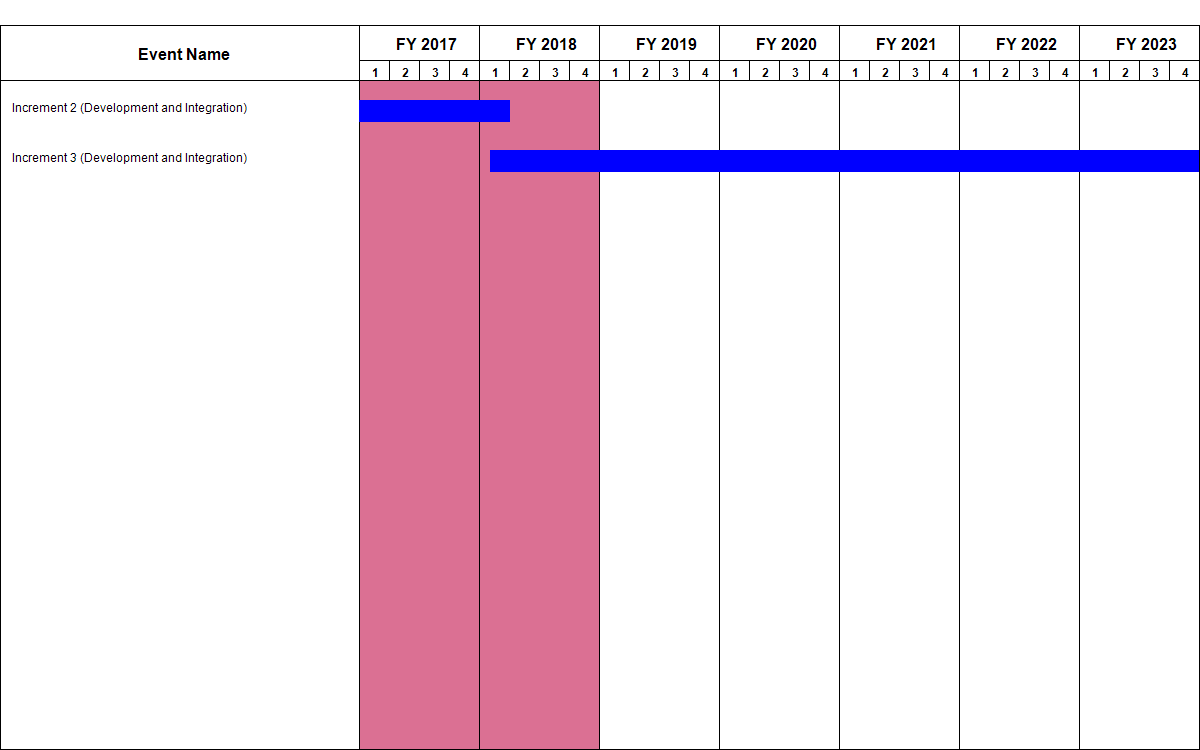 Event Name
FY 2017 FY 2018 FY 2019 FY 2020 FY 2021 FY 2022 FY 2023
1 2 3 4 1 2 3 4 1 2 3 4 1 2 3 4 1 2 3 4 1 2 3 4 1 2 3 4
Increment 2 (Development and Integration)
Increment 3 (Development and Integration)